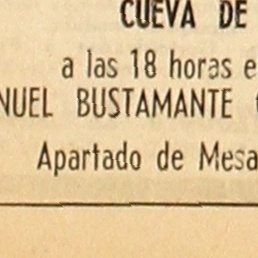 CUEVA DE
a las 18 horas e
NUEL BUSTAMANTE
Apartado de Mesa